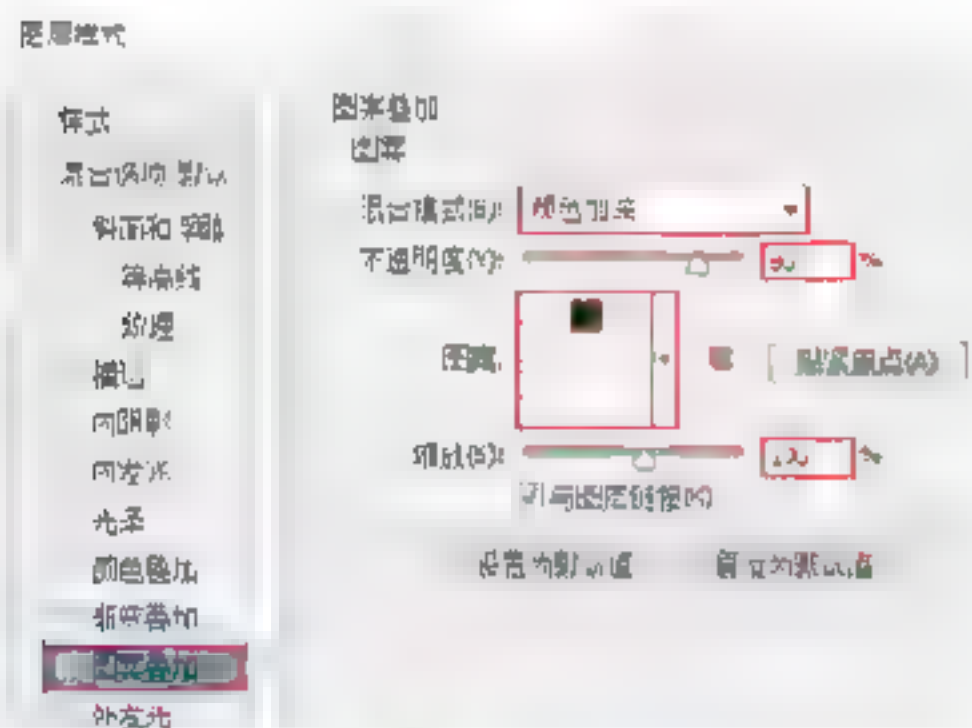 图层样式
样式
混合选项:默认
斜面和浮雕
等高线
纹理
描边
内阴影
内发光
光泽
颜色叠加
渐变叠加
图案叠加
外发光
图案叠加
图案
混合模式(B): 颜色加深
不透明度(Y): %
图案: 贴紧原点(A)
缩放(S): %
与图层链接(K)
设置为默认值 复位为默认值